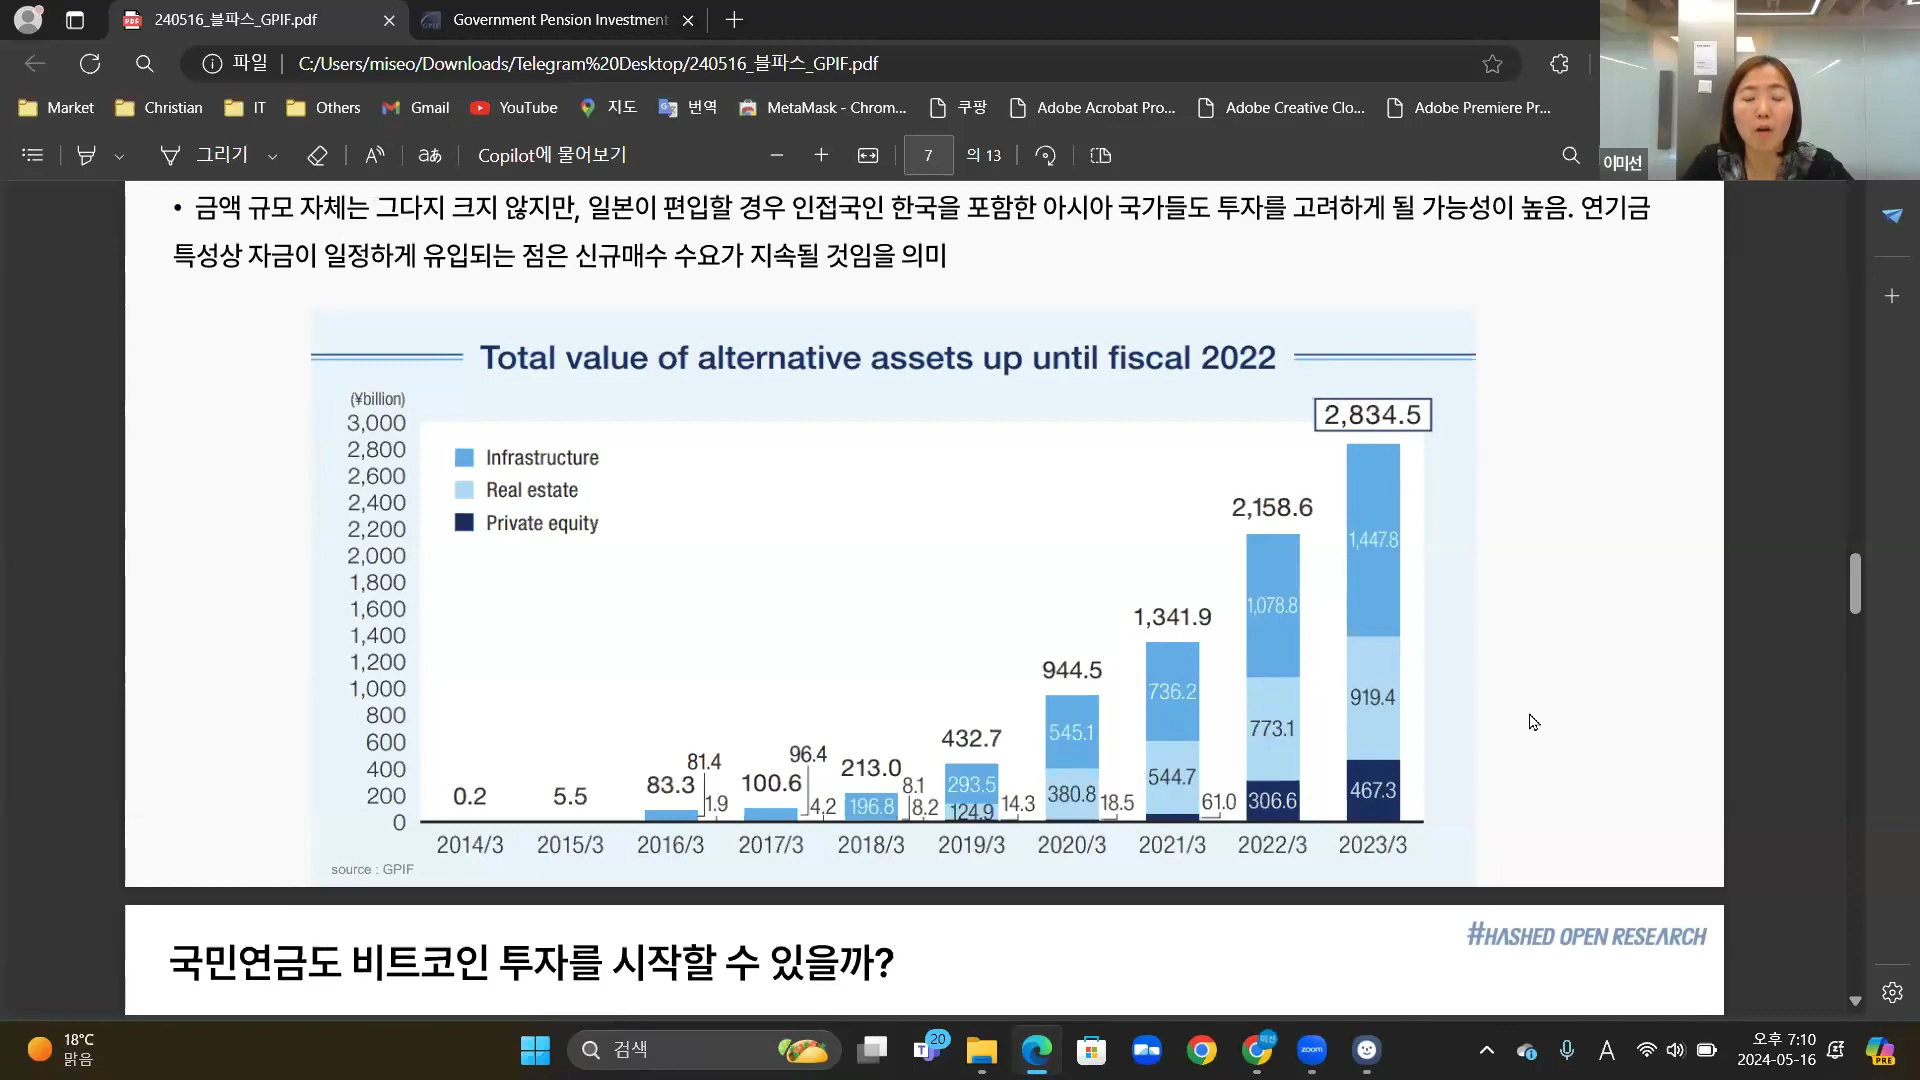 240516_블파스_GPIF.pdf
Government Pension Investment
파일
C:/Users/miseo/Downloads/Telegram%20Desktop/240516_블파스_GPIF.pdf
Market
Christian
IT
Others
Gmail
YouTube
지도
번역
MetaMask - Chrom...
쿠팡
Adobe Acrobat Pro...
Adobe Creative Clo...
Adobe Premiere Pr...
그리기
aあ
Copilot에 물어보기
7 의 13
이미선
• 금액 규모 자체는 그다지 크지 않지만, 일본이 편입할 경우 인접국인 한국을 포함한 아시아 국가들도 투자를 고려하게 될 가능성이 높음. 연기금
특성상 자금이 일정하게 유입되는 점은 신규매수 수요가 지속될 것임을 의미
Total value of alternative assets up until fiscal 2022
(¥billion)
3,000
2,800
2,600
2,400
2,200
2,000
1,800
1,600
1,400
1,200
1,000
800
600
400
200
0
Infrastructure
Real estate
Private equity
0.2
5.5
83.3
81.4
1.9
100.6
96.4
4.2
213.0
196.8
8.1
8.2
432.7
293.5
124.9
14.3
944.5
545.1
380.8
18.5
1,341.9
736.2
544.7
61.0
2,158.6
1,078.8
773.1
306.6
2,834.5
1,447.8
919.4
467.3
2014/3 2015/3 2016/3 2017/3 2018/3 2019/3 2020/3 2021/3 2022/3 2023/3
source : GPIF
#HASHED OPEN RESEARCH
국민연금도 비트코인 투자를 시작할 수 있을까?
18°C
맑음
검색
20
미선
zoom
A
오후 7:10
2024-05-16
PRE